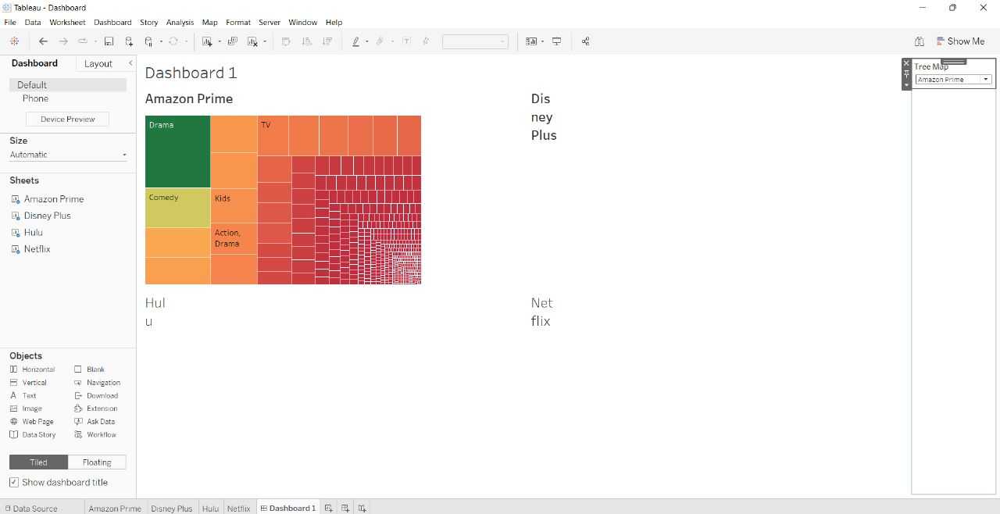 Tableau - Dashboard
File Data Worksheet Dashboard Story Analysis Map Format Server Window Help
Show Me
Dashboard Layout
Default
Phone
Device Preview
Size
Automatic
Sheets
Amazon Prime
Disney Plus
Hulu
Netflix
Objects
Horizontal Blank
Vertical Navigation
Text Download
Image Extension
Web Page Ask Data
Data Story Workflow
Tiled Floating
Show dashboard title
Dashboard 1
Amazon Prime
Drama
TV
Comedy
Kids
Action,
Drama
Dis
ney
Plus
Hul
u
Net
flix
Tree Map
Amazon Prime
Data Source Amazon Prime Disney Plus Hulu Netflix Dashboard 1